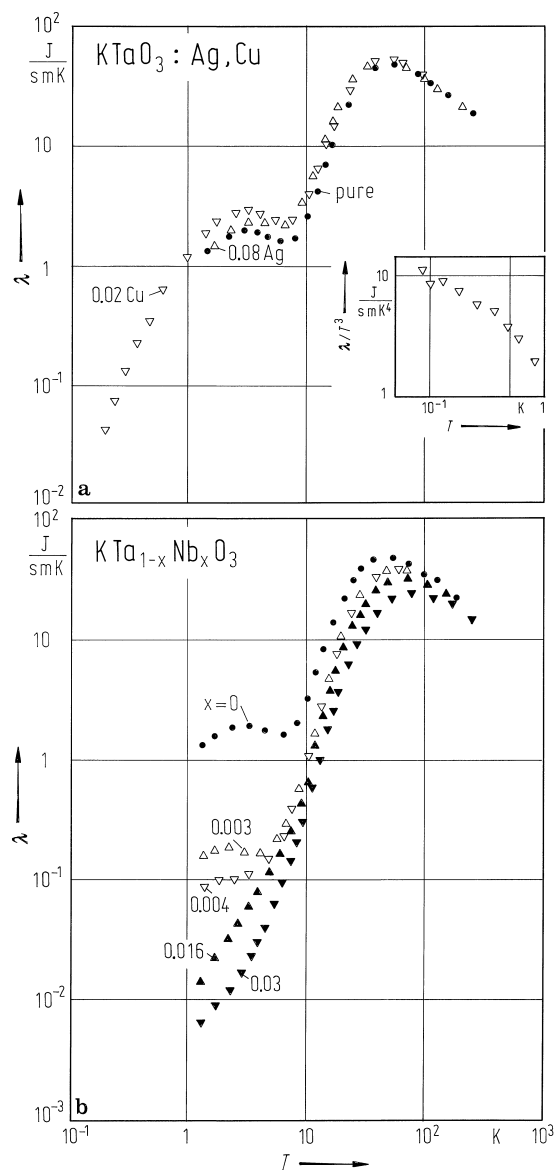 10²
J
smK
KTaO₃ : Ag, Cu
10
pure
λ
1
0.08 Ag
0.02 Cu
10⁻¹
10⁻²
a
λ/T³
10
J
smK⁴
1
10⁻¹
K
1
T
10²
J
smK
KTa₁₋ₓNbₓO₃
10
x=0
1
λ
0.003
10⁻¹
0.004
0.016
10⁻²
0.03
b
10⁻³
10⁻¹
1
10
10²
K
10³
T